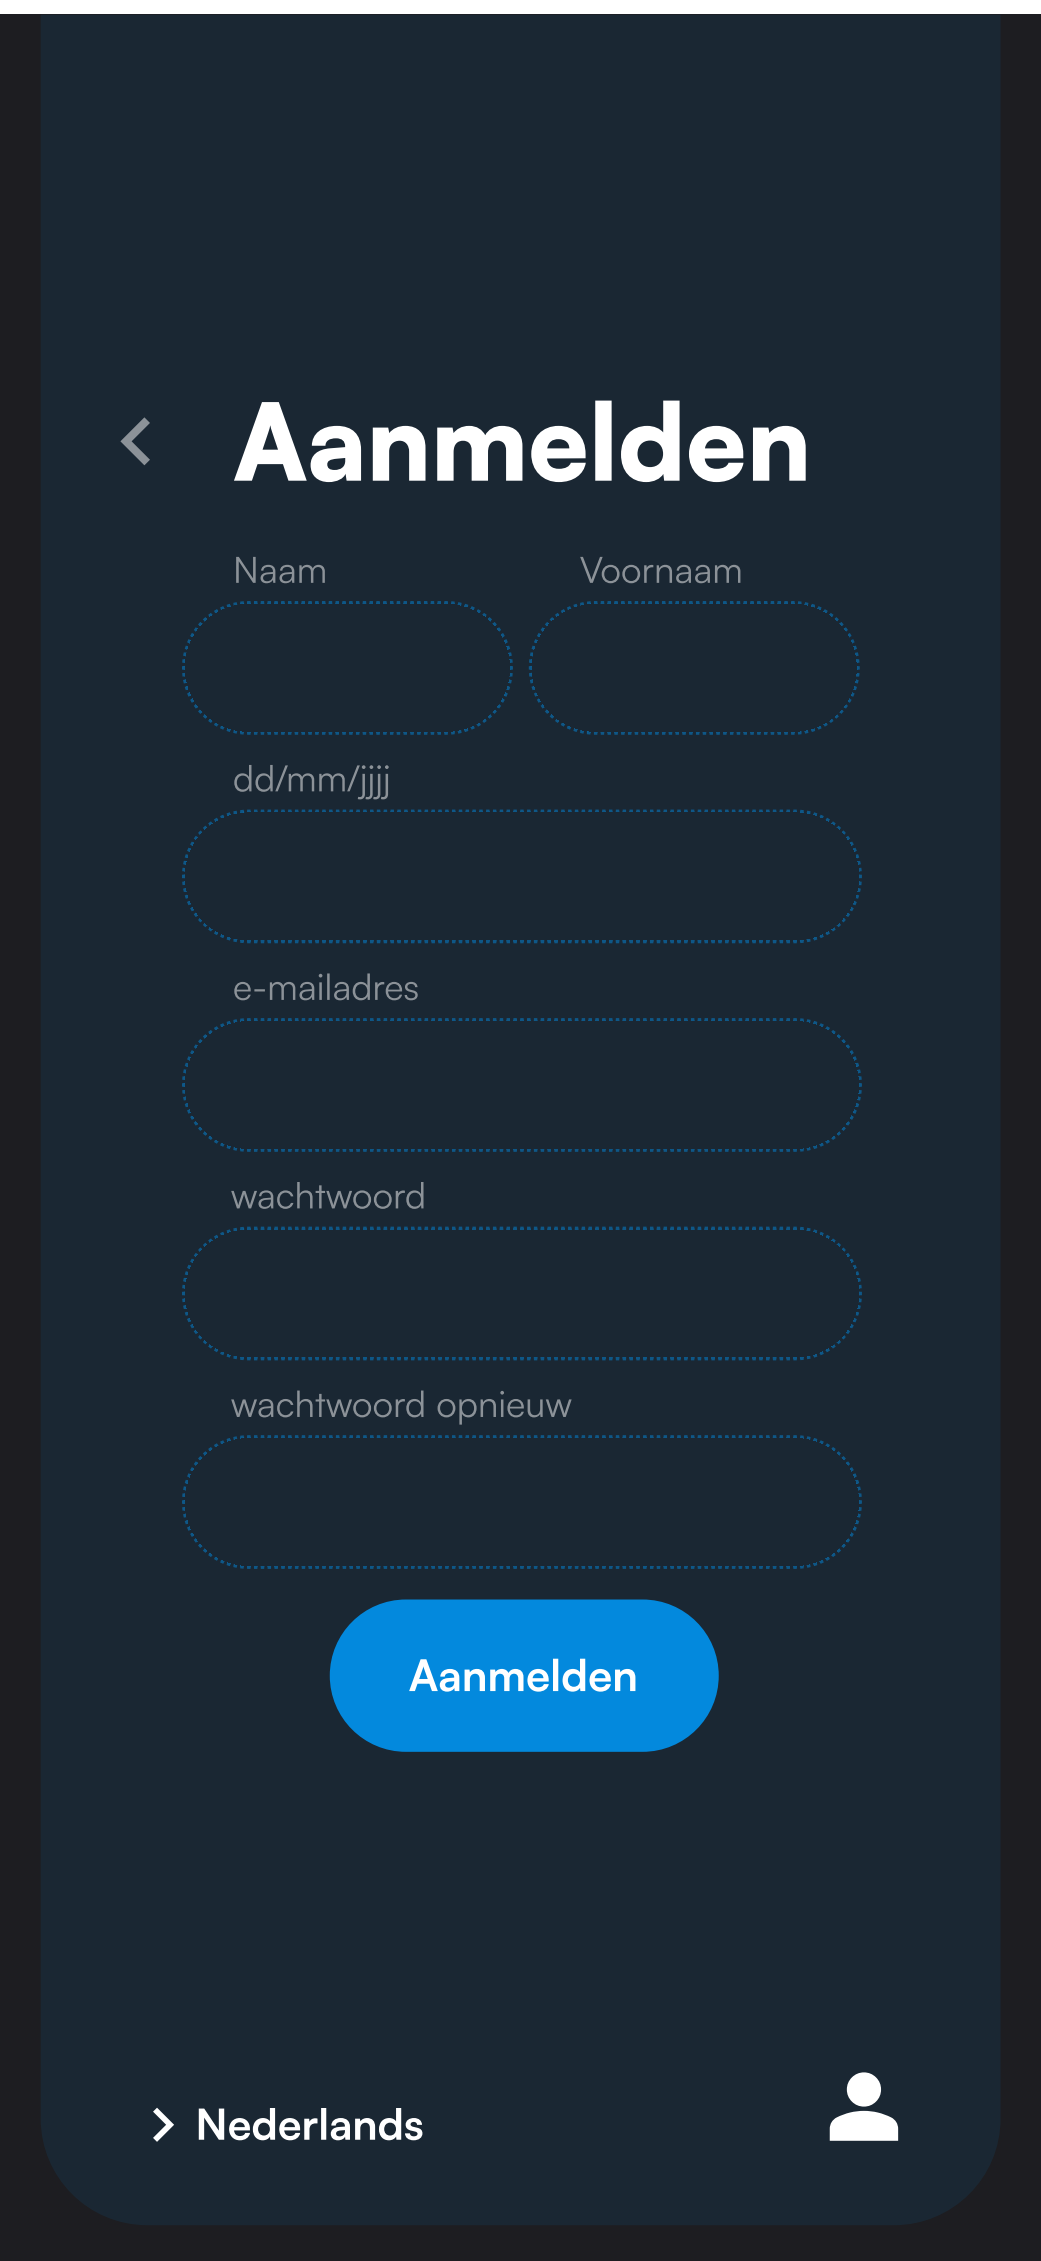 Aanmelden
Naam Voornaam
dd/mm/jjjj
e-mailadres
wachtwoord
wachtwoord opnieuw
Aanmelden
Nederlands